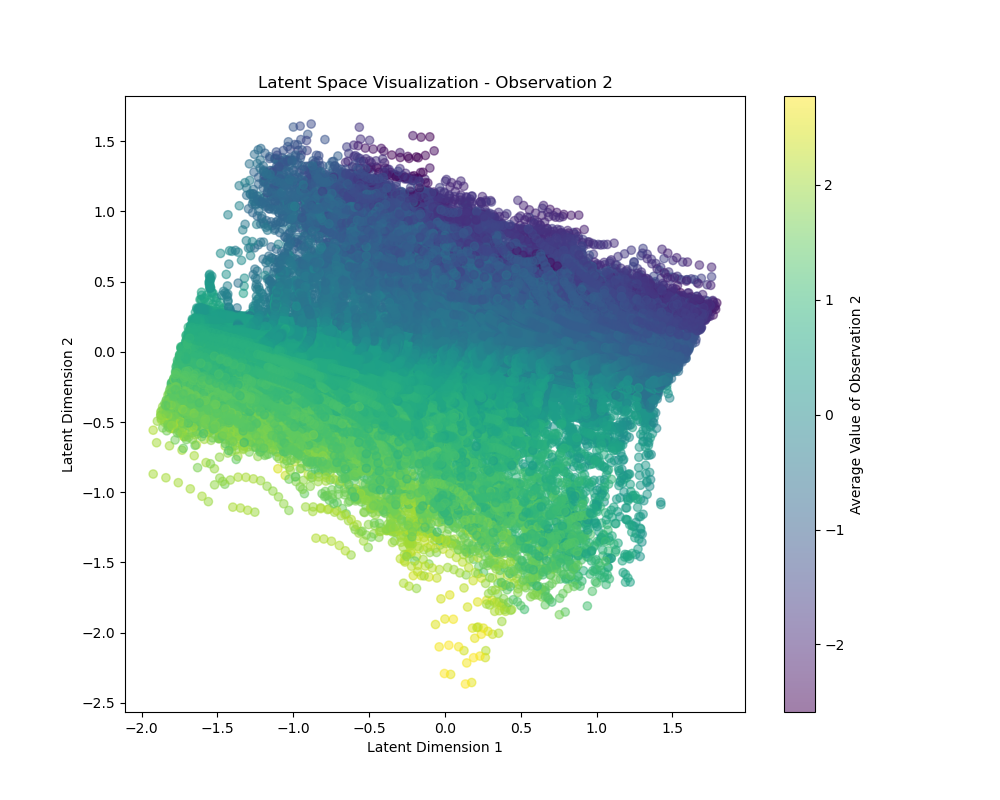 Latent Space Visualization - Observation 2
Latent Dimension 2
1.5
1.0
0.5
0.0
−0.5
−1.0
−1.5
−2.0
−2.5
−2.0 −1.5 −1.0 −0.5 0.0 0.5 1.0 1.5
Latent Dimension 1
2
1
0
−1
−2
Average Value of Observation 2